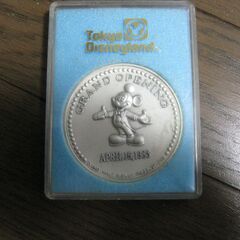 Tokyo
Disneyland
GRAND OPENING
APRIL 15, 1983